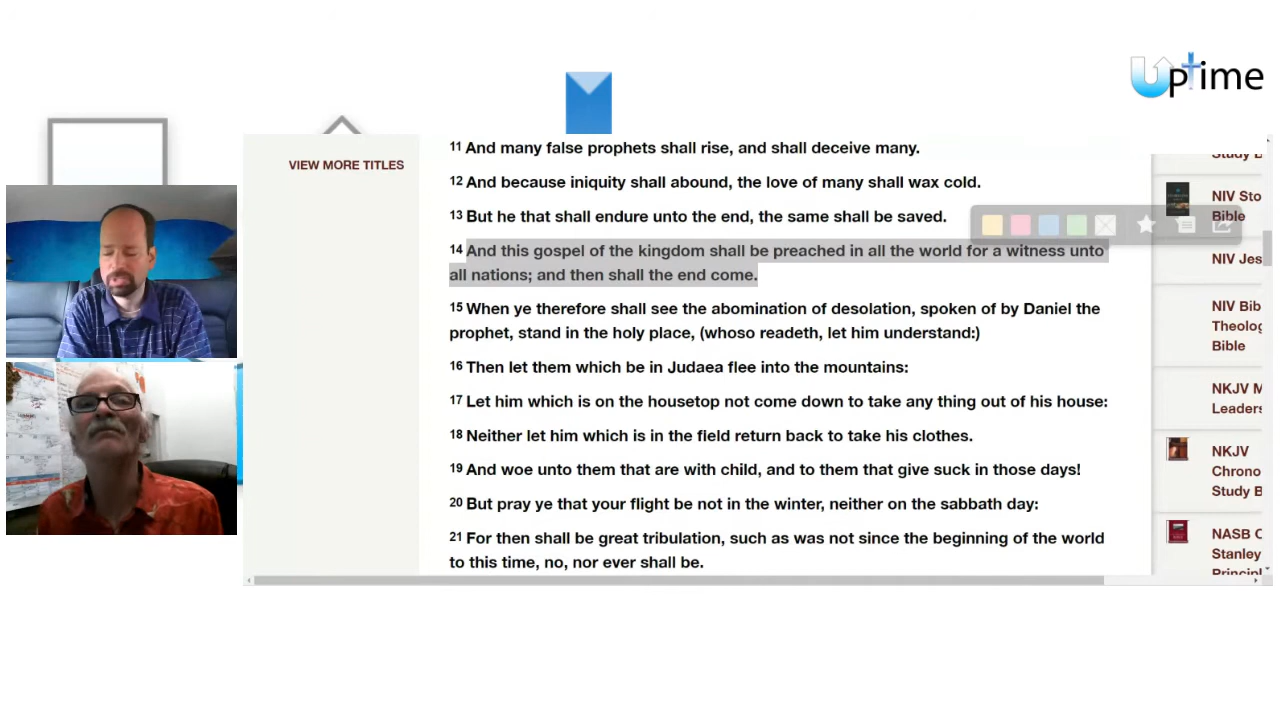 Uptime
VIEW MORE TITLES
11 And many false prophets shall rise, and shall deceive many.
12 And because iniquity shall abound, the love of many shall wax cold.
13 But he that shall endure unto the end, the same shall be saved.
14 And this gospel of the kingdom shall be preached in all the world for a witness unto
all nations; and then shall the end come.
15 When ye therefore shall see the abomination of desolation, spoken of by Daniel the
prophet, stand in the holy place, (whoso readeth, let him understand:)
16 Then let them which be in Judaea flee into the mountains:
17 Let him which is on the housetop not come down to take any thing out of his house:
18 Neither let him which is in the field return back to take his clothes.
19 And woe unto them that are with child, and to them that give suck in those days!
20 But pray ye that your flight be not in the winter, neither on the sabbath day:
21 For then shall be great tribulation, such as was not since the beginning of the world
to this time, no, nor ever shall be.
Study B
NIV Sto
Bible
NIV Jes
NIV Bib
Theolog
Bible
NKJV M
Leaders
NKJV
Chrono
Study B
NASB C
Stanley
Principl